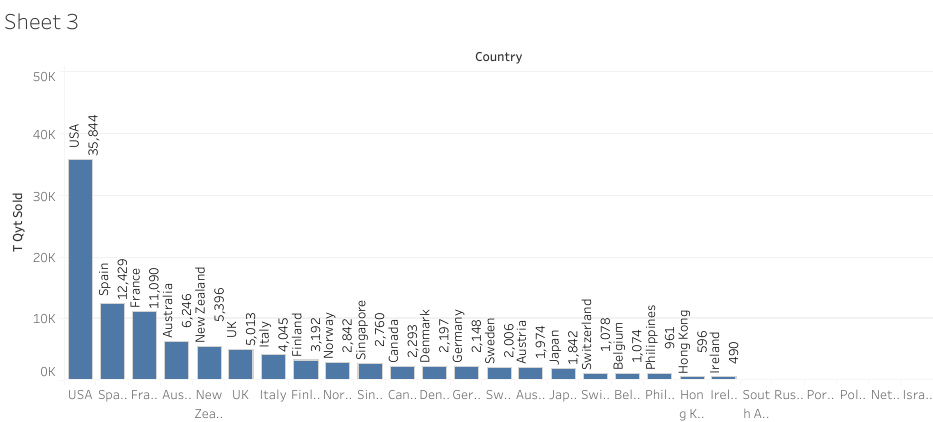 Sheet 3
Country
T Qyt Sold
50K
40K
30K
20K
10K
0K
USA
35,844
Spain
12,429
France
11,090
Australia
6,246
New Zealand
5,396
UK
5,013
Italy
4,045
Finland
3,192
Norway
2,842
Singapore
2,760
Canada
2,293
Denmark
2,197
Germany
2,148
Sweden
2,006
Austria
1,974
Japan
1,842
Switzerland
1,078
Belgium
1,074
Philippines
961
Hong Kong
596
Ireland
490
USA Spa.. Fra.. Aus.. New UK Italy Finl.. Nor.. Sin.. Can.. Den.. Ger.. Sw.. Aus.. Jap.. Swi.. Bel.. Phil.. Hon Irel.. Sout Rus.. Por.. Pol.. Net.. Isra..
Zea.. g K.. h A..